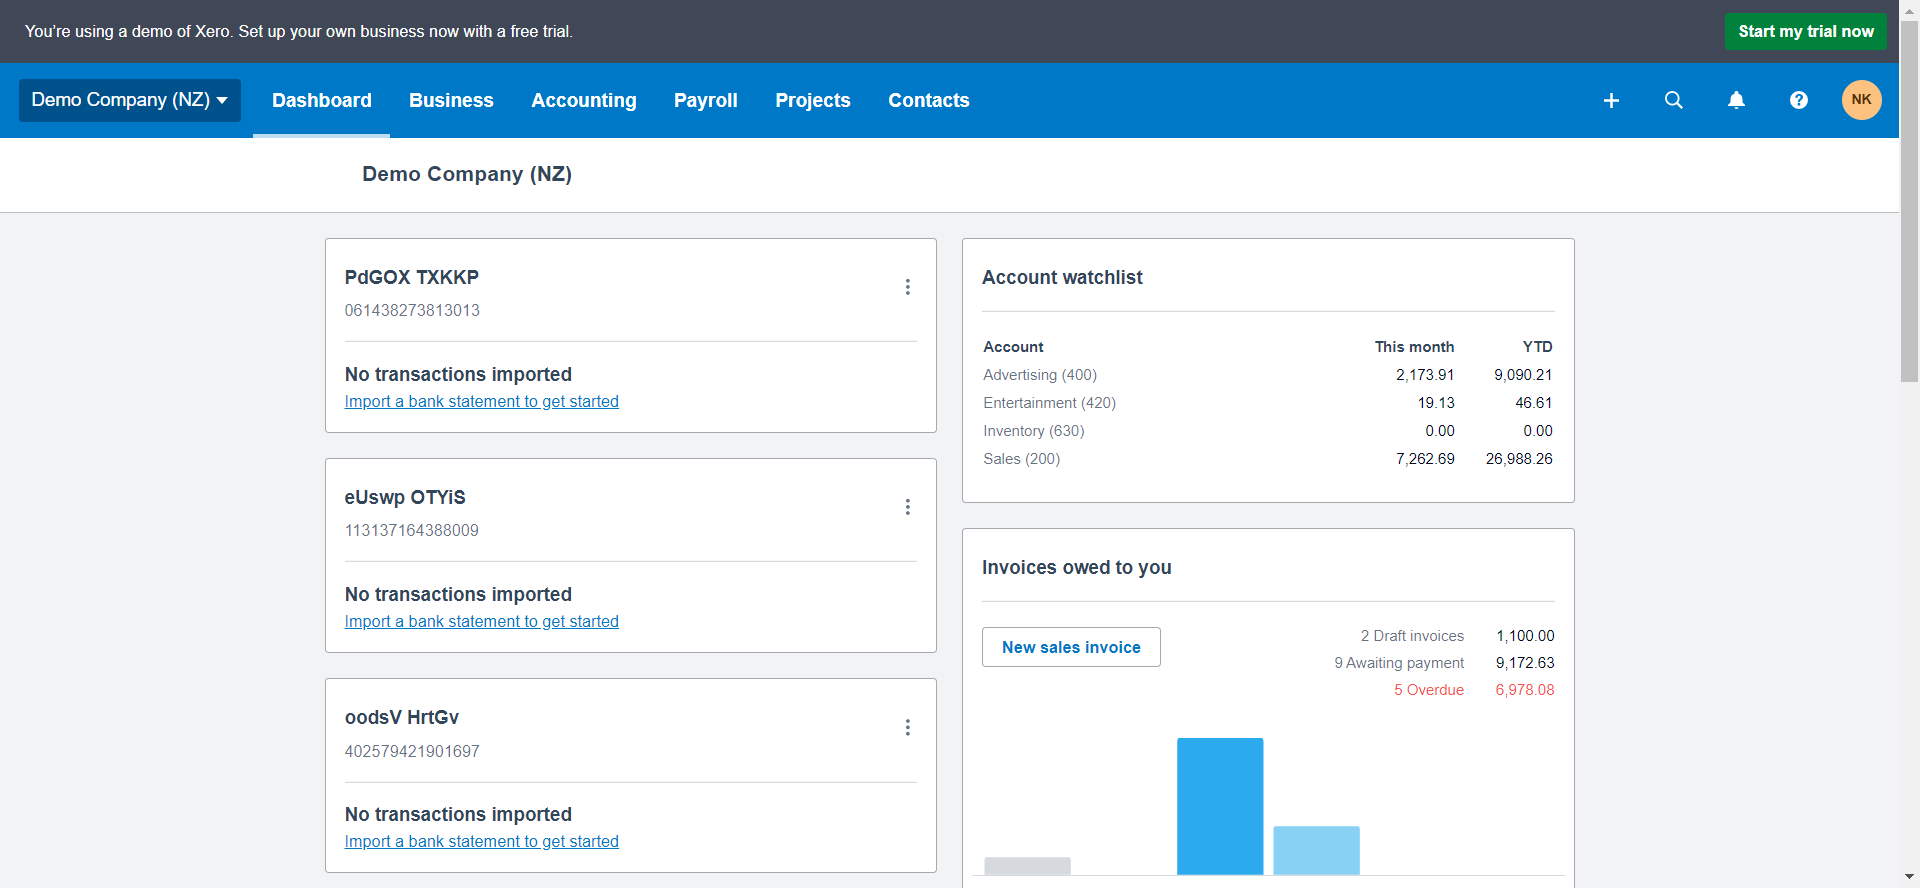 You're using a demo of Xero. Set up your own business now with a free trial.
Start my trial now
Demo Company (NZ)
Dashboard
Business
Accounting
Payroll
Projects
Contacts
NK
Demo Company (NZ)
PdGOX TXKKP
061438273813013
No transactions imported
Import a bank statement to get started
eUswp OTYiS
113137164388009
No transactions imported
Import a bank statement to get started
oodsV HrtGv
402579421901697
No transactions imported
Import a bank statement to get started
Account watchlist
Account This month YTD
Advertising (400) 2,173.91 9,090.21
Entertainment (420) 19.13 46.61
Inventory (630) 0.00 0.00
Sales (200) 7,262.69 26,988.26
Invoices owed to you
New sales invoice
2 Draft invoices 1,100.00
9 Awaiting payment 9,172.63
5 Overdue 6,978.08